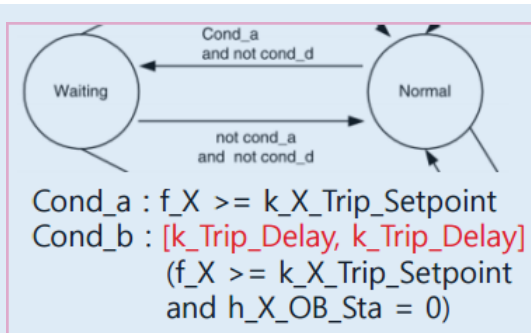 Cond_a
and not cond_d
Waiting
Normal
not cond_a
and not cond_d
Cond_a : f_X >= k_X_Trip_Setpoint
Cond_b : [k_Trip_Delay, k_Trip_Delay]
(f_X >= k_X_Trip_Setpoint
and h_X_OB_Sta = 0)